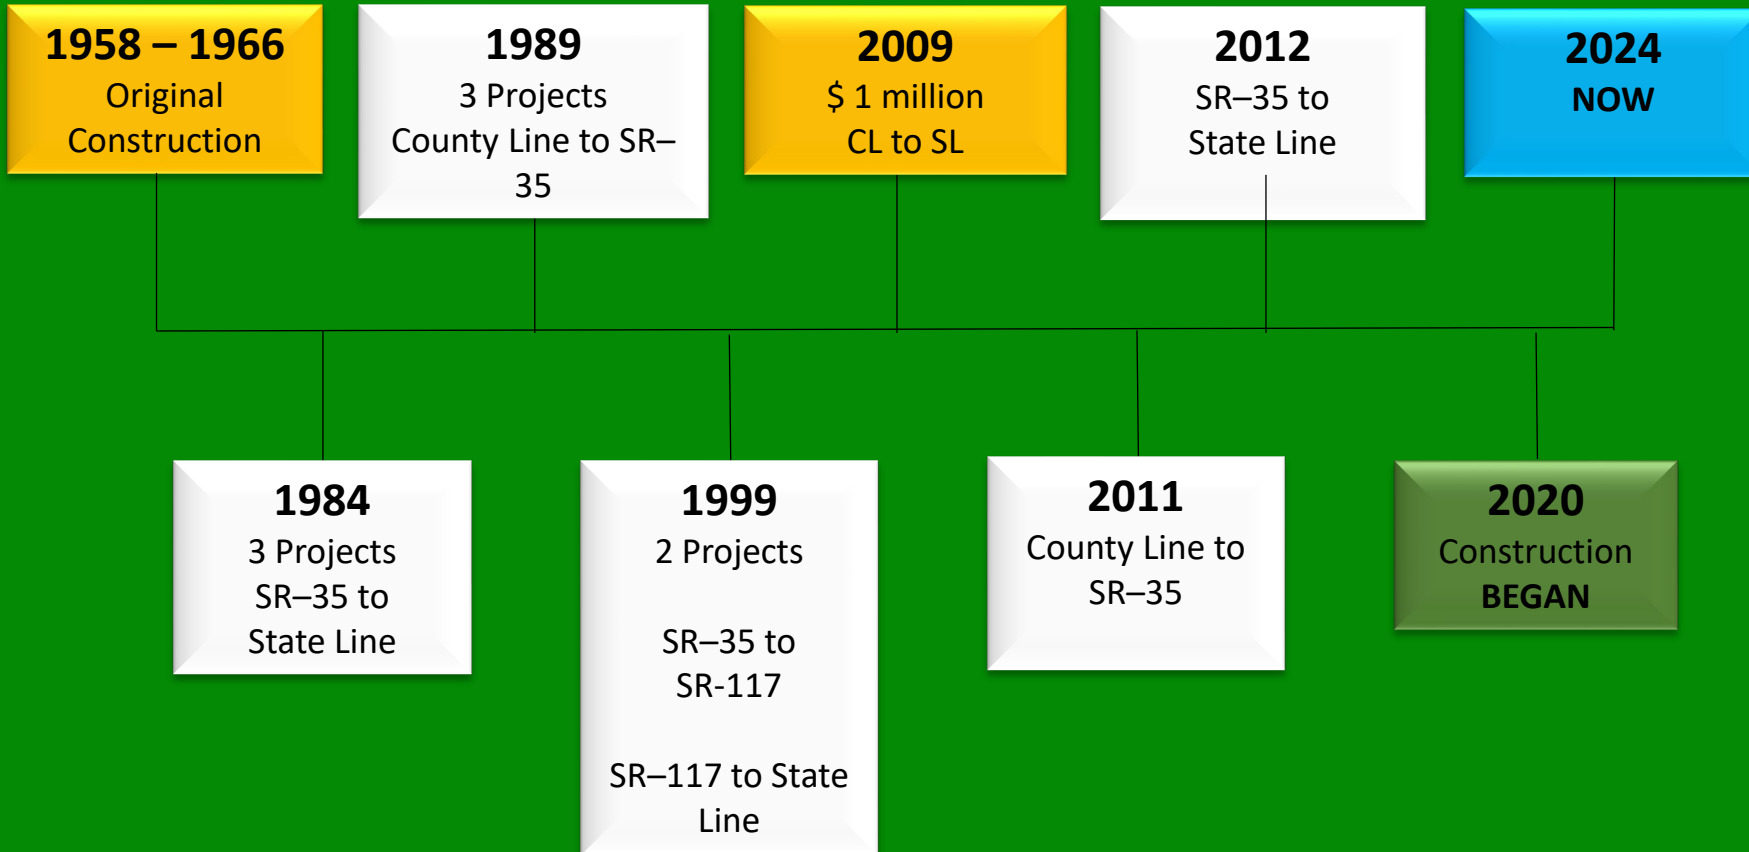 1958 – 1966
Original
Construction
1989
3 Projects
County Line to SR–
35
2009
$ 1 million
CL to SL
2012
SR–35 to
State Line
2024
NOW
1984
3 Projects
SR–35 to
State Line
1999
2 Projects
SR–35 to
SR-117
SR–117 to State
Line
2011
County Line to
SR–35
2020
Construction
BEGAN